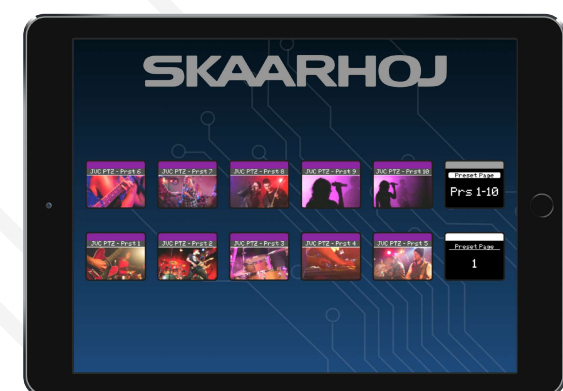 SKAARHOJ
JVC PTZ - Prst 6
JVC PTZ - Prst 7
JVC PTZ - Prst 8
JVC PTZ - Prst 9
JVC PTZ - Prst 10
Preset Page
Prs 1-10
JVC PTZ - Prst 1
JVC PTZ - Prst 2
JVC PTZ - Prst 3
JVC PTZ - Prst 4
JVC PTZ - Prst 5
Preset Page
1